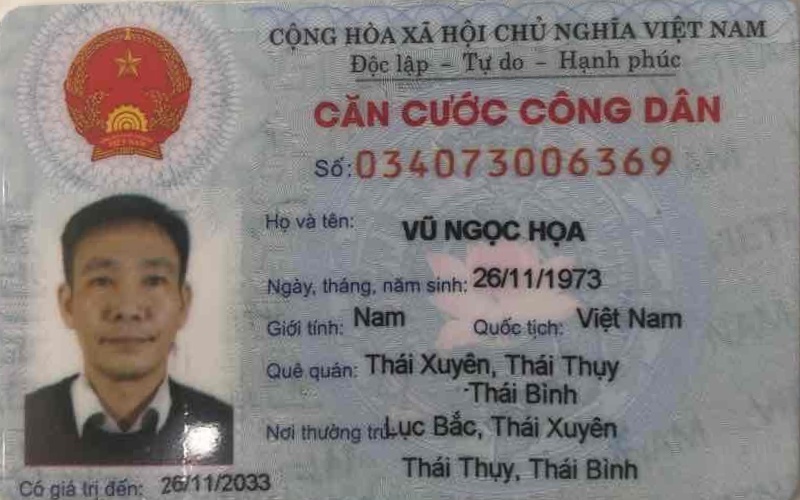 CỘNG HÒA XÃ HỘI CHỦ NGHĨA VIỆT NAM
Độc lập - Tự do - Hạnh phúc
CĂN CƯỚC CÔNG DÂN
Số: 034073006369
Họ và tên: VŨ NGỌC HỌA
Ngày, tháng, năm sinh: 26/11/1973
Giới tính: Nam Quốc tịch: Việt Nam
Quê quán: Thái Xuyên, Thái Thụy
Thái Bình
Nơi thường trú: Lục Bắc, Thái Xuyên
Thái Thụy, Thái Bình
Có giá trị đến: 26/11/2033
VIỆT NAM